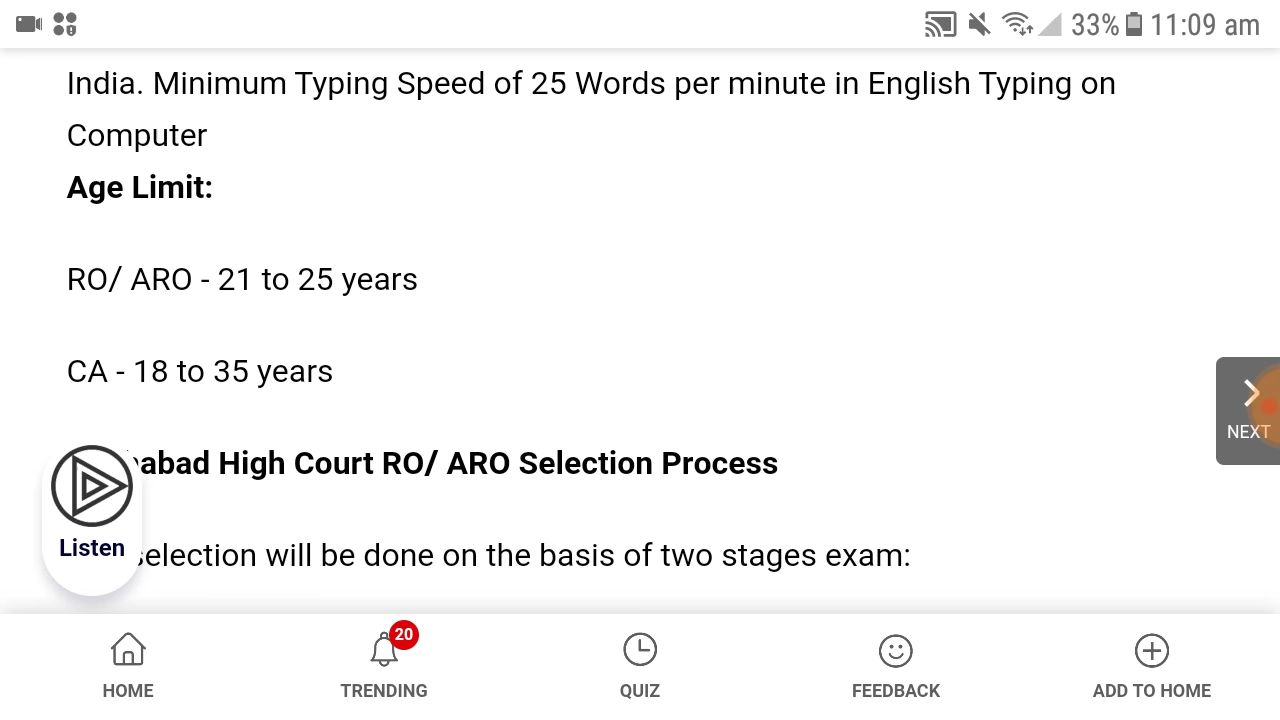 33% 11:09 am
India. Minimum Typing Speed of 25 Words per minute in English Typing on
Computer
Age Limit:
RO/ ARO - 21 to 25 years
CA - 18 to 35 years
NEXT
High Court RO/ ARO Selection Process
Listen
selection will be done on the basis of two stages exam:
20
HOME
TRENDING
QUIZ
FEEDBACK
ADD TO HOME